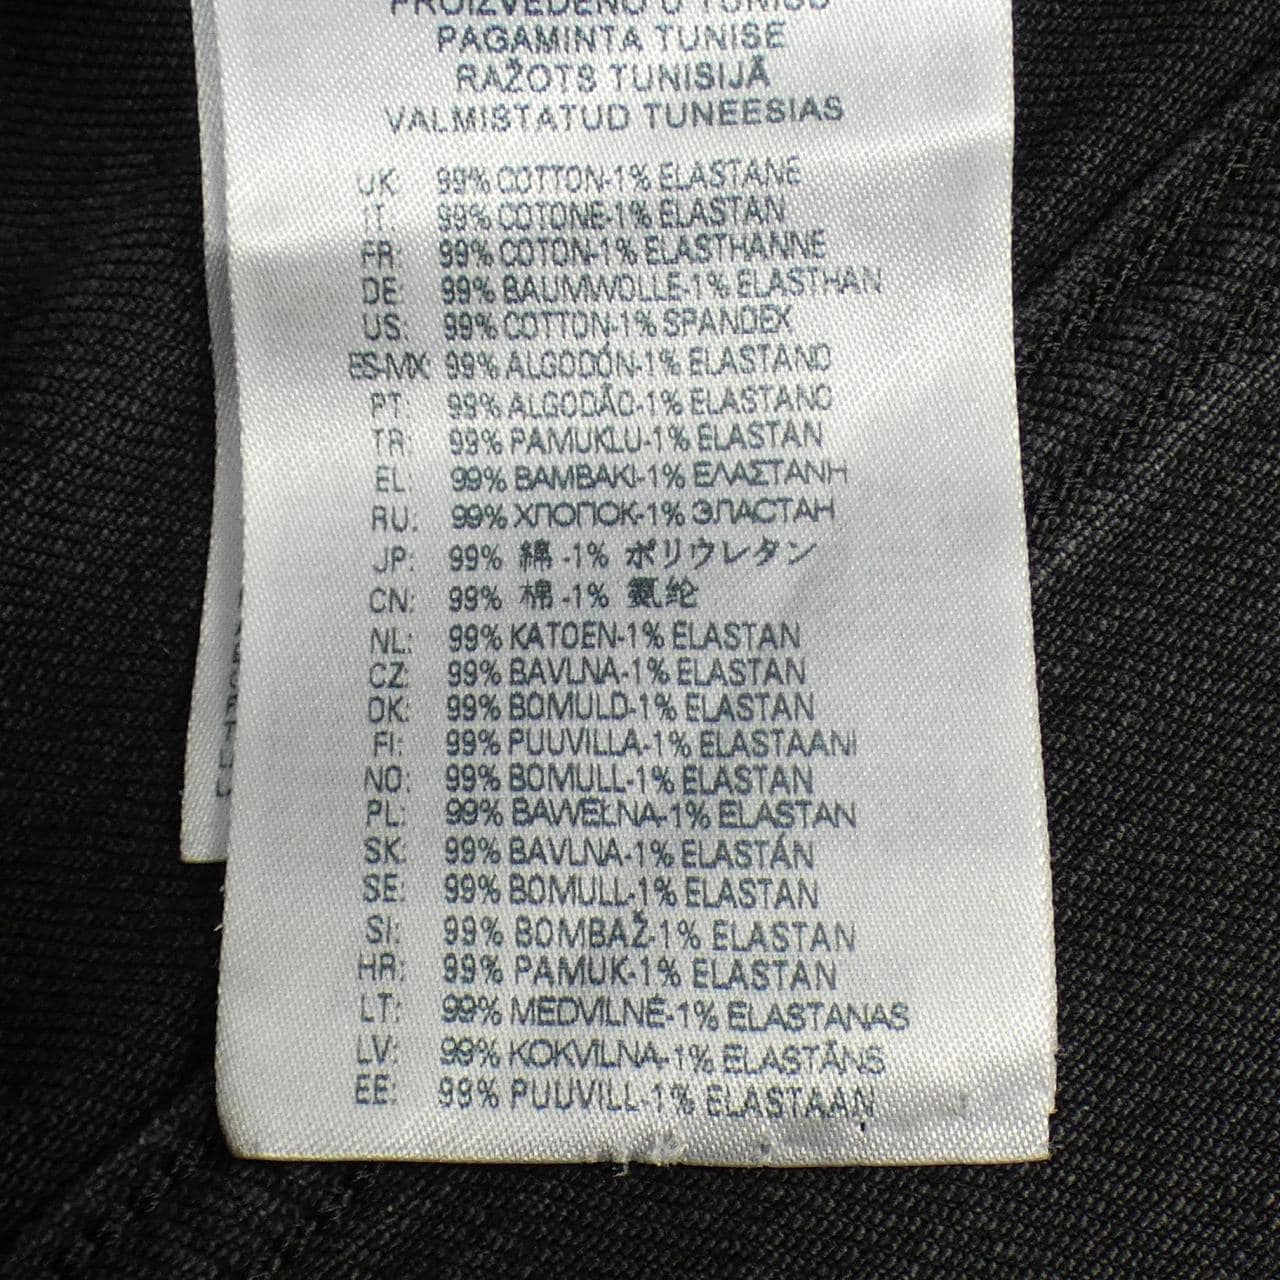 PROIZVEDENO U TUNISU
PAGAMINTA TUNISE
RAŽOTS TUNISIJĀ
VALMISTATUD TUNEESIAS
UK: 99% COTTON-1% ELASTANE
IT: 99% COTONE-1% ELASTAN
FR: 99% COTON-1% ELASTHANNE
DE: 99% BAUMWOLLE-1% ELASTHAN
US: 99% COTTON-1% SPANDEX
ES-MX: 99% ALGODÓN-1% ELASTANO
PT: 99% ALGODÃO-1% ELASTANO
TR: 99% PAMUKLU-1% ELASTAN
EL: 99% BAMBAKI-1% ΕΛΑΣΤΑΝΗ
RU: 99% ХЛОПОК-1% ЭЛАСТАН
JP: 99% 綿 -1% ポリウレタン
CN: 99% 棉 -1% 氨纶
NL: 99% KATOEN-1% ELASTAN
CZ: 99% BAVLNA-1% ELASTAN
DK: 99% BOMULD-1% ELASTAN
FI: 99% PUUVILLA-1% ELASTAANI
NO: 99% BOMULL-1% ELASTAN
PL: 99% BAWEŁNA-1% ELASTAN
SK: 99% BAVLNA-1% ELASTÁN
SE: 99% BOMULL-1% ELASTAN
SI: 99% BOMBAŽ-1% ELASTAN
HR: 99% PAMUK-1% ELASTAN
LT: 99% MEDVILNĖ-1% ELASTANAS
LV: 99% KOKVILNA-1% ELASTĀNS
EE: 99% PUUVILL-1% ELASTAAN